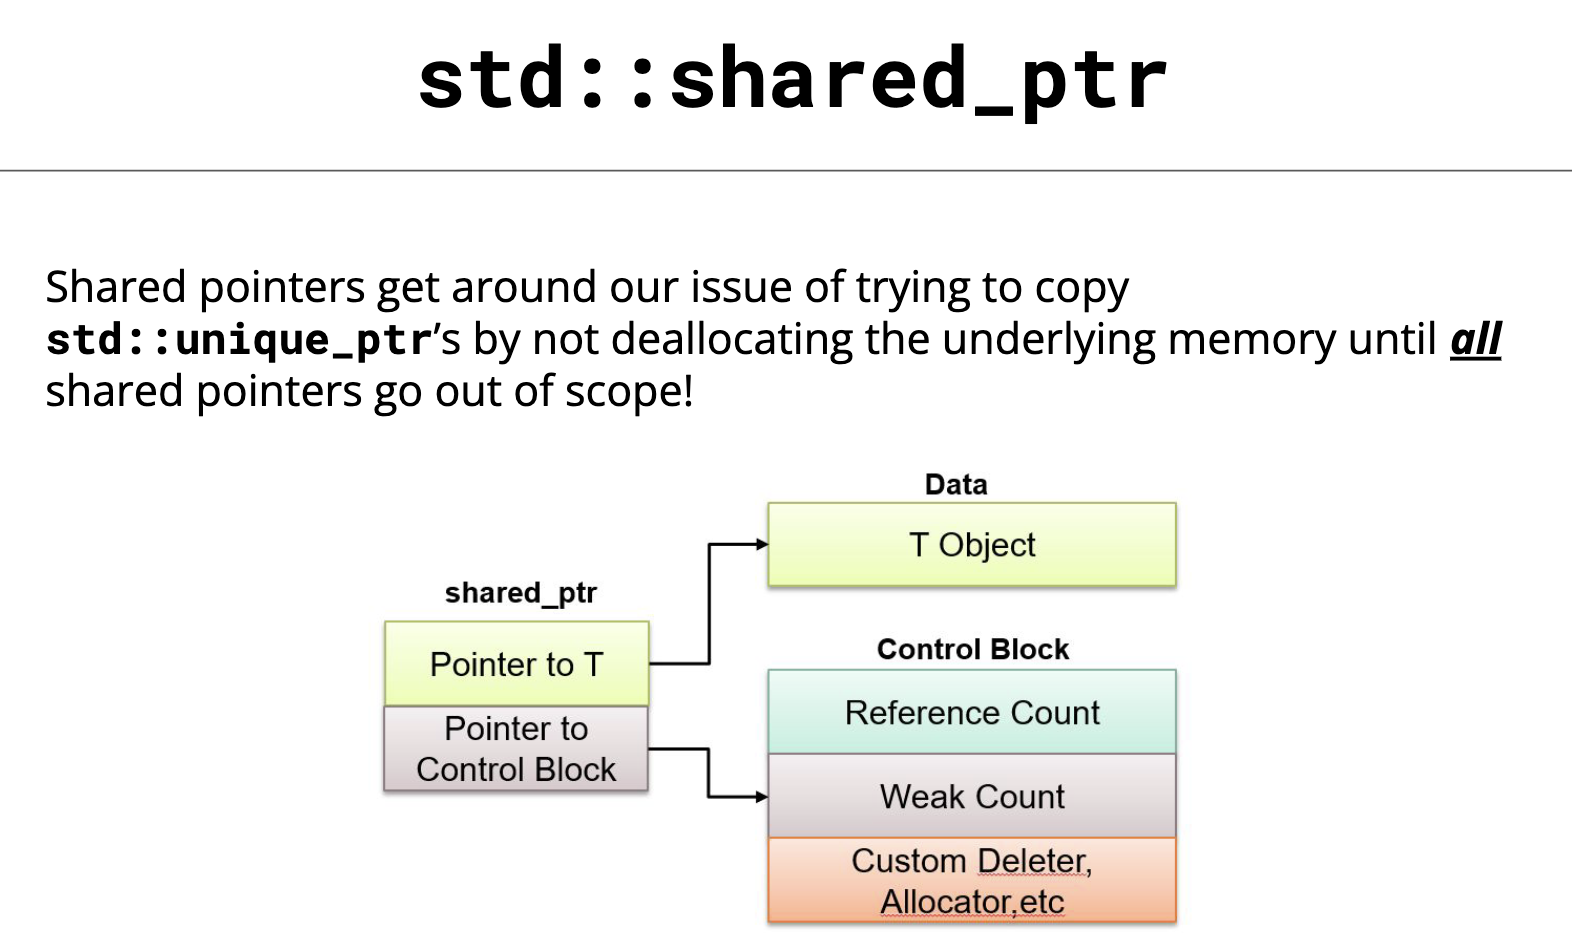 std::shared_ptr
Shared pointers get around our issue of trying to copy
std::unique_ptr’s by not deallocating the underlying memory until all
shared pointers go out of scope!
shared_ptr
Pointer to T
Pointer to
Control Block
Data
T Object
Control Block
Reference Count
Weak Count
Custom Deleter,
Allocator,etc